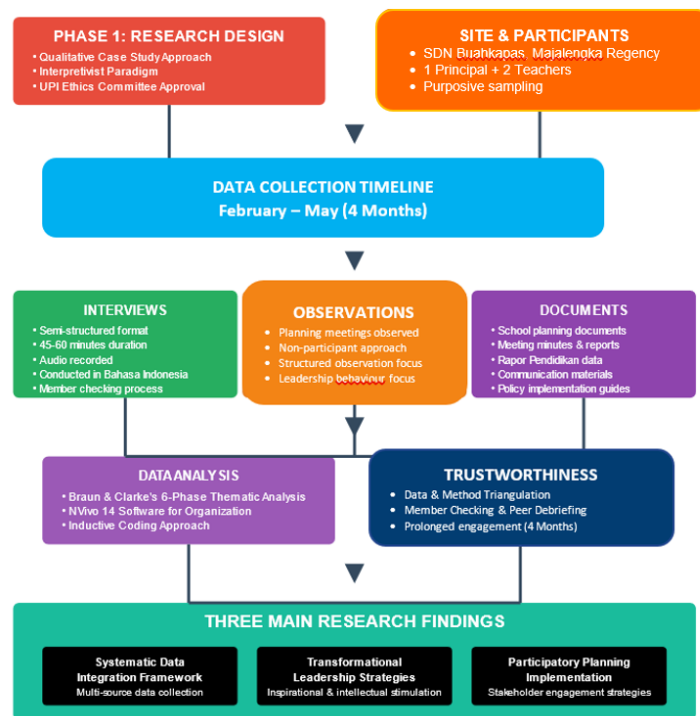 PHASE 1: RESEARCH DESIGN
• Qualitative Case Study Approach
• Interpretivist Paradigm
• UPI Ethics Committee Approval
SITE & PARTICIPANTS
• SDN Buahkapas, Majalengka Regency
• 1 Principal + 2 Teachers
• Purposive sampling
DATA COLLECTION TIMELINE
February – May (4 Months)
INTERVIEWS
• Semi-structured format
• 45-60 minutes duration
• Audio recorded
• Conducted in Bahasa Indonesia
• Member checking process
OBSERVATIONS
• Planning meetings observed
• Non-participant approach
• Structured observation focus
• Leadership behaviour focus
DOCUMENTS
• School planning documents
• Meeting minutes & reports
• Rapor Pendidikan data
• Communication materials
• Policy implementation guides
DATA ANALYSIS
• Braun & Clarke's 6-Phase Thematic Analysis
• NVivo 14 Software for Organization
• Inductive Coding Approach
TRUSTWORTHINESS
• Data & Method Triangulation
• Member Checking & Peer Debriefing
• Prolonged engagement (4 Months)
THREE MAIN RESEARCH FINDINGS
Systematic Data
Integration Framework
Multi-source data collection
Transformational
Leadership Strategies
Inspirational & intellectual stimulation
Participatory Planning
Implementation
Stakeholder engagement strategies